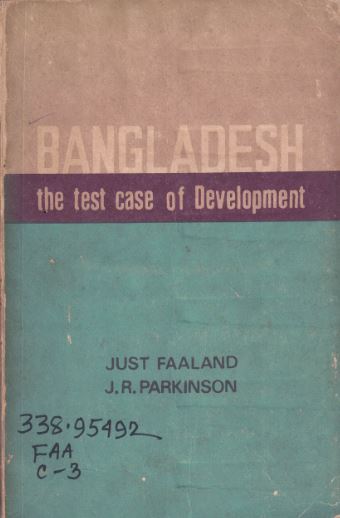 BANGLADESH
the test case of Development
JUST FAALAND
J.R.PARKINSON
338.95492
FAA
C-3